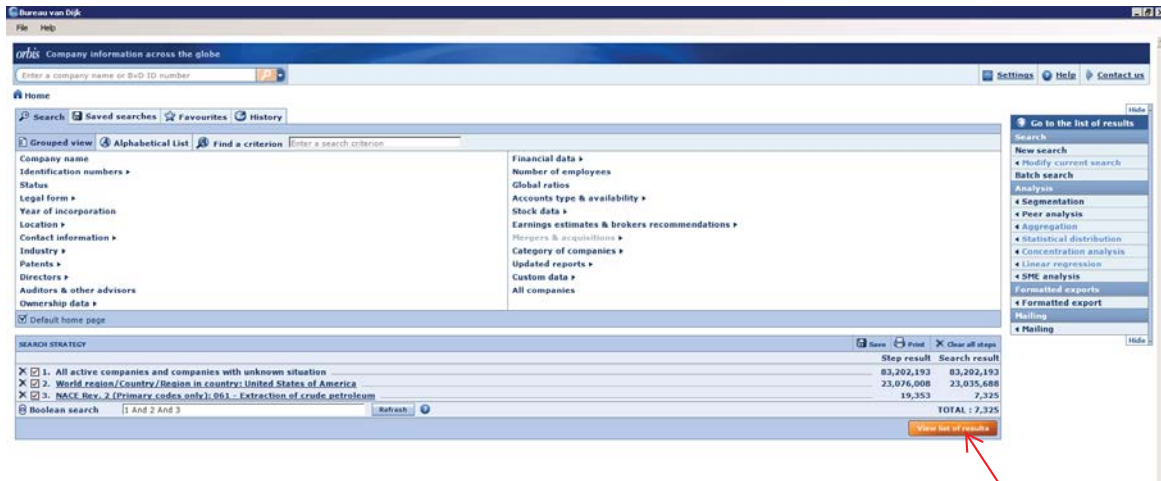 Bureau van Dijk
File Help
orbis Company information across the globe
Enter a company name or BvD ID number
Settings Help Contact us
Home
Hide
Search Saved searches Favourites History
Go to the list of results
Grouped view Alphabetical List Find a criterion Enter a search criterion
Search
New search
Modify current search
Batch search
Analysis
Segmentation
Peer analysis
Aggregation
Statistical distribution
Concentration analysis
Linear regression
SME analysis
Formatted exports
Formatted export
Mailing
Mailing
Hide
Company name
Identification numbers
Status
Legal form
Year of incorporation
Location
Contact information
Industry
Patents
Directors
Auditors & other advisors
Ownership data
Financial data
Number of employees
Global ratios
Accounts type & availability
Stock data
Earnings estimates & brokers recommendations
Mergers & acquisitions
Category of companies
Updated reports
Custom data
All companies
Default home page
SEARCH STRATEGY Save Print Clear all steps
Step result Search result
1. All active companies and companies with unknown situation 83,202,193 83,202,193
2. World region/Country/Region in country: United States of America 23,076,008 23,035,688
3. NACE Rev. 2 (Primary codes only): 061 - Extraction of crude petroleum 19,353 7,325
Boolean search 1 And 2 And 3 Refresh TOTAL : 7,325
View list of results